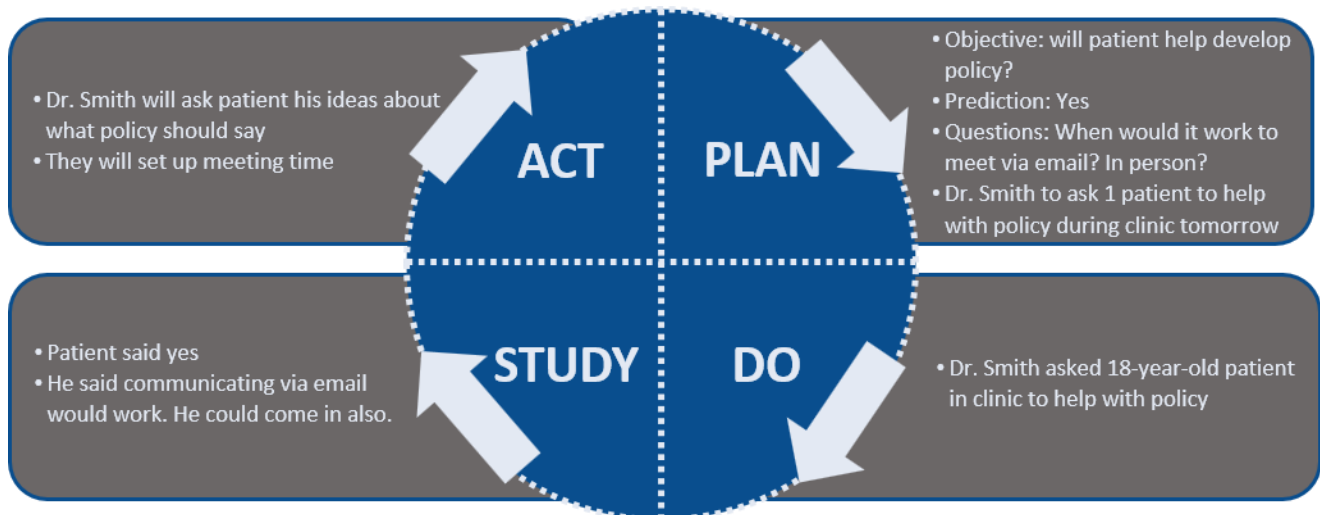 • Dr. Smith will ask patient his ideas about
what policy should say
• They will set up meeting time
ACT
PLAN
• Objective: will patient help develop
policy?
• Prediction: Yes
• Questions: When would it work to
meet via email? In person?
• Dr. Smith to ask 1 patient to help
with policy during clinic tomorrow
• Patient said yes
• He said communicating via email
would work. He could come in also.
STUDY
DO
• Dr. Smith asked 18-year-old patient
in clinic to help with policy